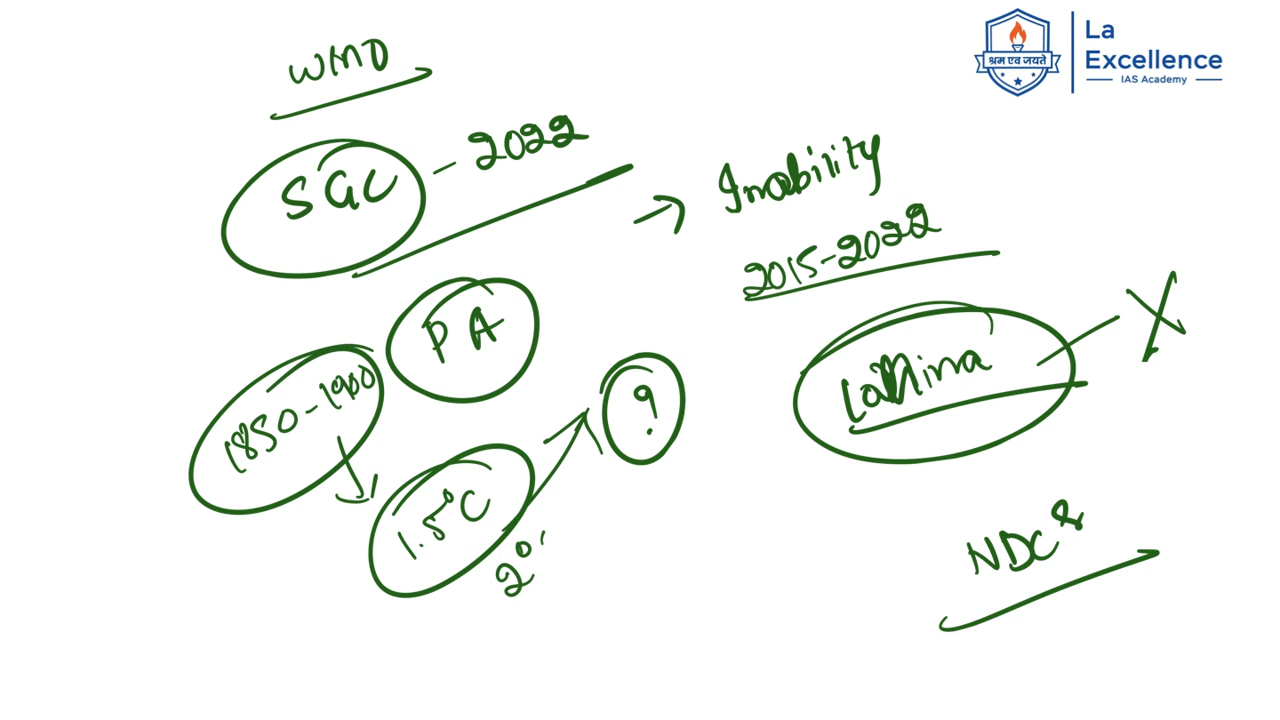 WMO
SGC - 2022
PA
1850-1900
1.5°C
2°
?
→ Inability
2015-2022
LaNina
X
NDCs
La
Excellence
IAS Academy
श्रम एव जयते